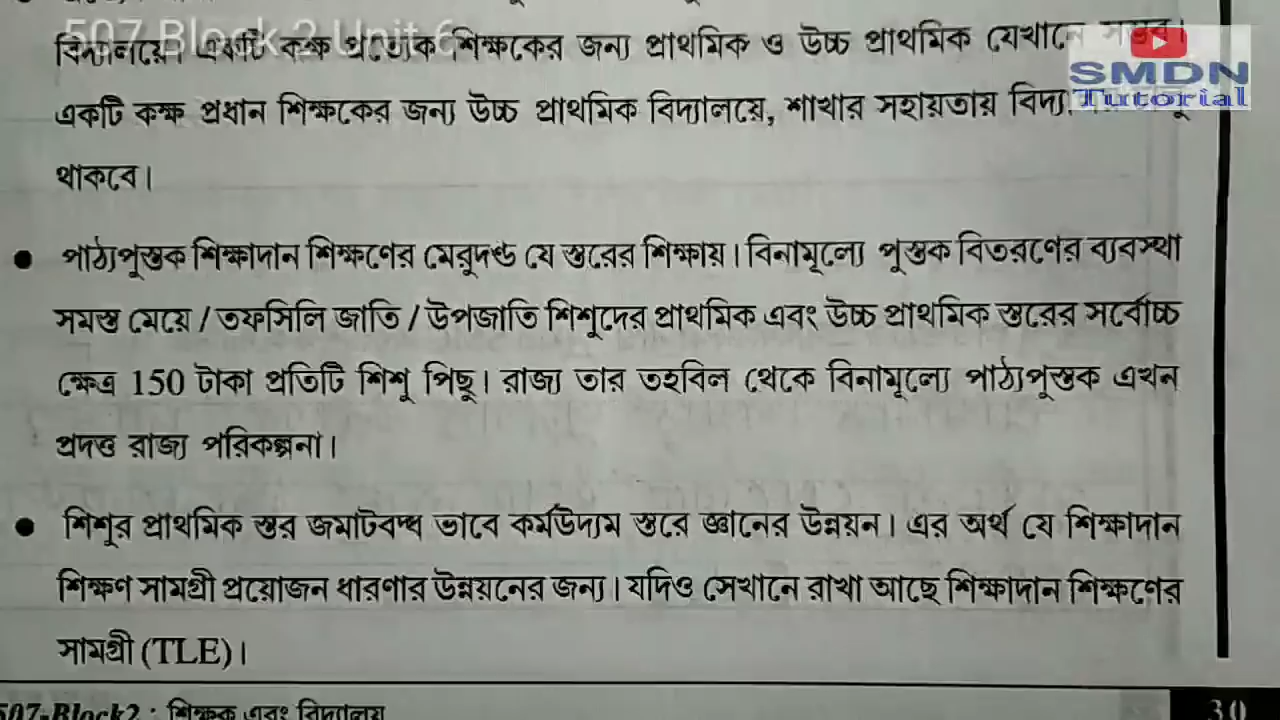 507 Block 2 Unit 6
বিদ্যালয়ে। একটি কক্ষ প্রত্যেক শিক্ষকের জন্য প্রাথমিক ও উচ্চ প্রাথমিক যেখানে সম্ভব।
SMDN
Tutorial
একটি কক্ষ প্রধান শিক্ষকের জন্য উচ্চ প্রাথমিক বিদ্যালয়ে, শাখার সহায়তায়
থাকবে।
● পাঠ্যপুস্তক শিক্ষাদান শিক্ষণের মেরুদণ্ড যে স্তরের শিক্ষায়। বিনামূল্যে পুস্তক বিতরণের ব্যবস্থা
সমস্ত মেয়ে / তফসিলি জাতি / উপজাতি শিশুদের প্রাথমিক এবং উচ্চ প্রাথমিক স্তরের সর্বোচ্চ
ক্ষেত্র 150 টাকা প্রতিটি শিশু পিছু। রাজ্য তার তহবিল থেকে বিনামূল্যে পাঠ্যপুস্তক এখন
প্রদত্ত রাজ্য পরিকল্পনা।
● শিশুর প্রাথমিক স্তর জমাটবদ্ধ ভাবে কর্মউদ্যম স্তরে জ্ঞানের উন্নয়ন। এর অর্থ যে শিক্ষাদান
শিক্ষণ সামগ্রী প্রয়োজন ধারণার উন্নয়নের জন্য। যদিও সেখানে রাখা আছে শিক্ষাদান শিক্ষণের
সামগ্রী (TLE)।
507-Block2 : শিক্ষক এবং বিদ্যালয়
30